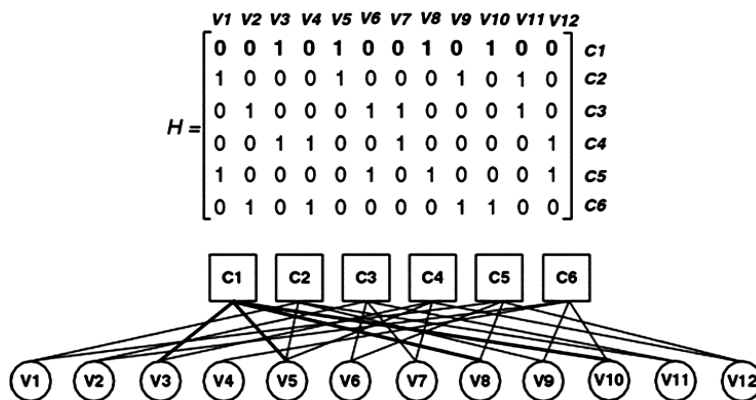 V1 V2 V3 V4 V5 V6 V7 V8 V9 V10 V11 V12
0 0 1 0 1 0 0 1 0 1 0 0 C1
1 0 0 0 1 0 0 0 1 0 1 0 C2
0 1 0 0 0 1 1 0 0 0 1 0 C3
H = 0 0 1 1 0 0 1 0 0 0 0 1 C4
1 0 0 0 0 1 0 1 0 0 0 1 C5
0 1 0 1 0 0 0 0 1 1 0 0 C6
C1 C2 C3 C4 C5 C6
V1 V2 V3 V4 V5 V6 V7 V8 V9 V10 V11 V12